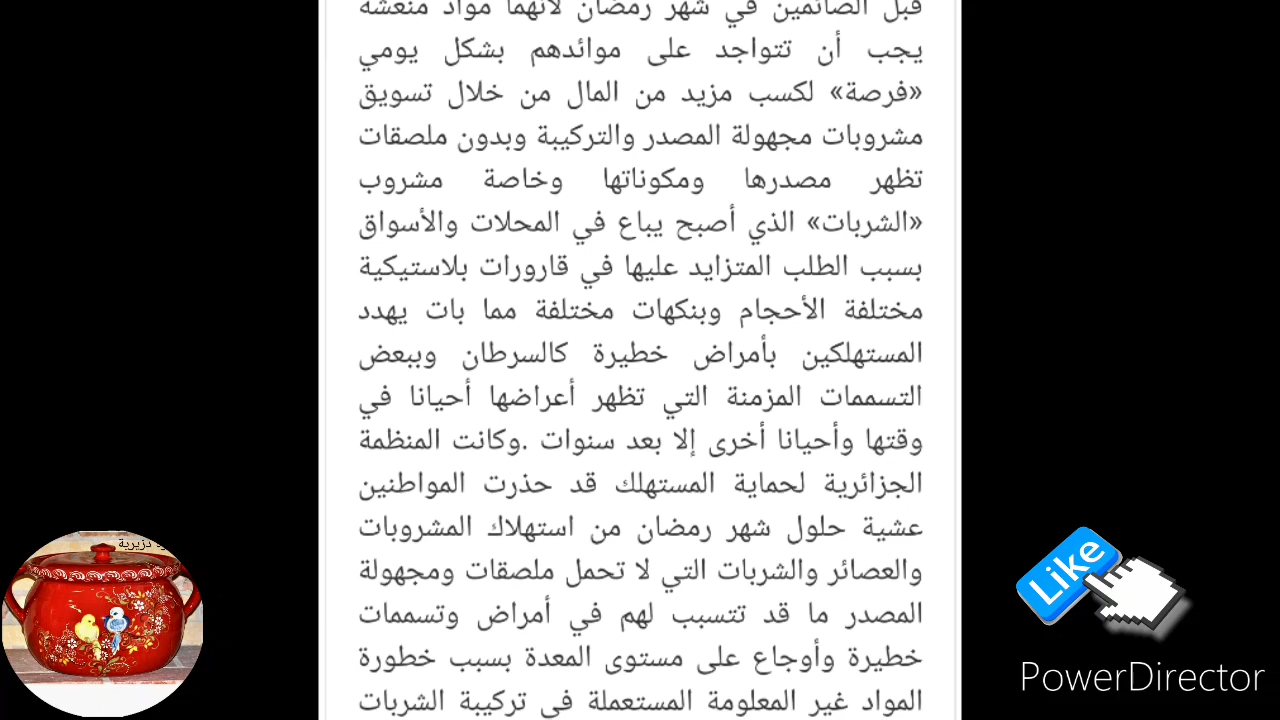 قبل الصائمين في شهر رمضان لأنهما مواد منعشة
يجب أن تتواجد على موائدهم بشكل يومي
«فرصة» لكسب مزيد من المال من خلال تسويق
مشروبات مجهولة المصدر والتركيبة وبدون ملصقات
تظهر مصدرها ومكوناتها وخاصة مشروب
«الشربات» الذي أصبح يباع في المحلات والأسواق
بسبب الطلب المتزايد عليها في قارورات بلاستيكية
مختلفة الأحجام وبنكهات مختلفة مما بات يهدد
المستهلكين بأمراض خطيرة كالسرطان وببعض
التسممات المزمنة التي تظهر أعراضها أحيانا في
وقتها وأحيانا أخرى إلا بعد سنوات .وكانت المنظمة
الجزائرية لحماية المستهلك قد حذرت المواطنين
عشية حلول شهر رمضان من استهلاك المشروبات
والعصائر والشربات التي لا تحمل ملصقات ومجهولة
المصدر ما قد تتسبب لهم في أمراض وتسممات
خطيرة وأوجاع على مستوى المعدة بسبب خطورة
المواد غير المعلومة المستعملة في تركيبة الشربات
دزيرية
Like
PowerDirector